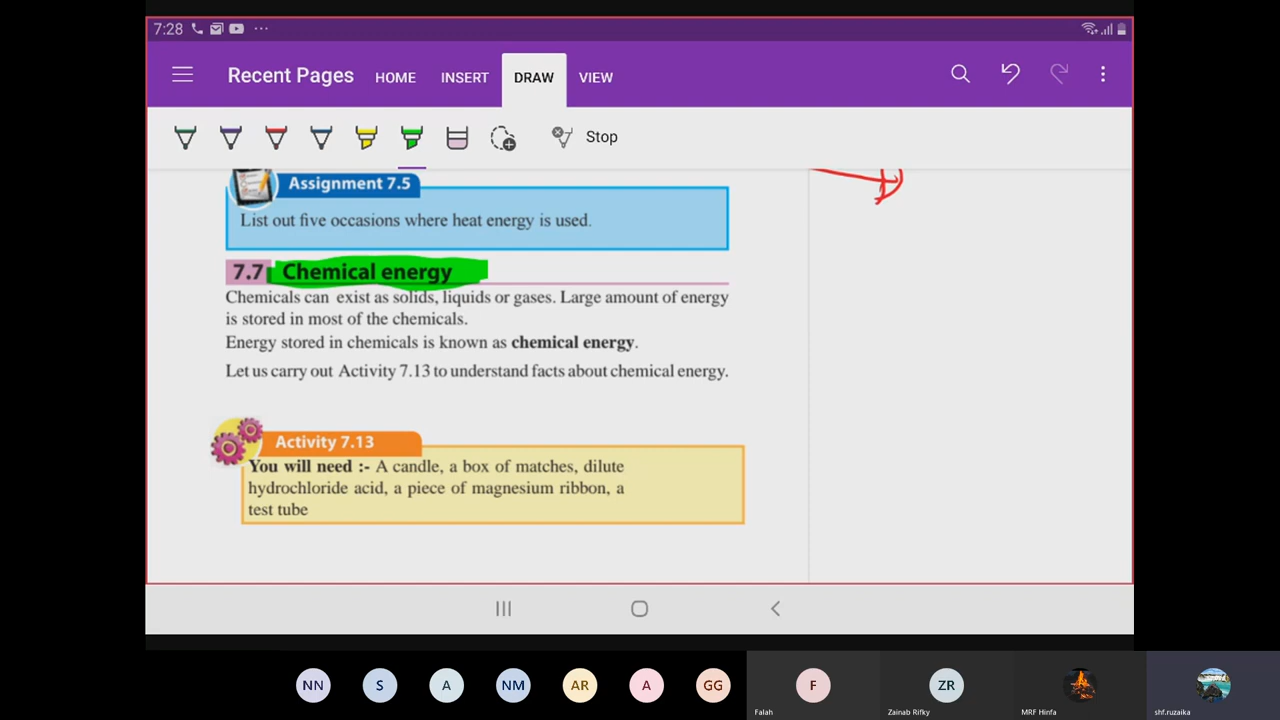 7:28
Recent Pages HOME INSERT DRAW VIEW
Stop
Assignment 7.5
List out five occasions where heat energy is used.
7.7 Chemical energy
Chemicals can exist as solids, liquids or gases. Large amount of energy
is stored in most of the chemicals.
Energy stored in chemicals is known as chemical energy.
Let us carry out Activity 7.13 to understand facts about chemical energy.
Activity 7.13
You will need :- A candle, a box of matches, dilute
hydrochloride acid, a piece of magnesium ribbon, a
test tube
NN S A NM AR A GG F ZR
Falah Zainab Rifky MRF Hinfa shf.ruzaika